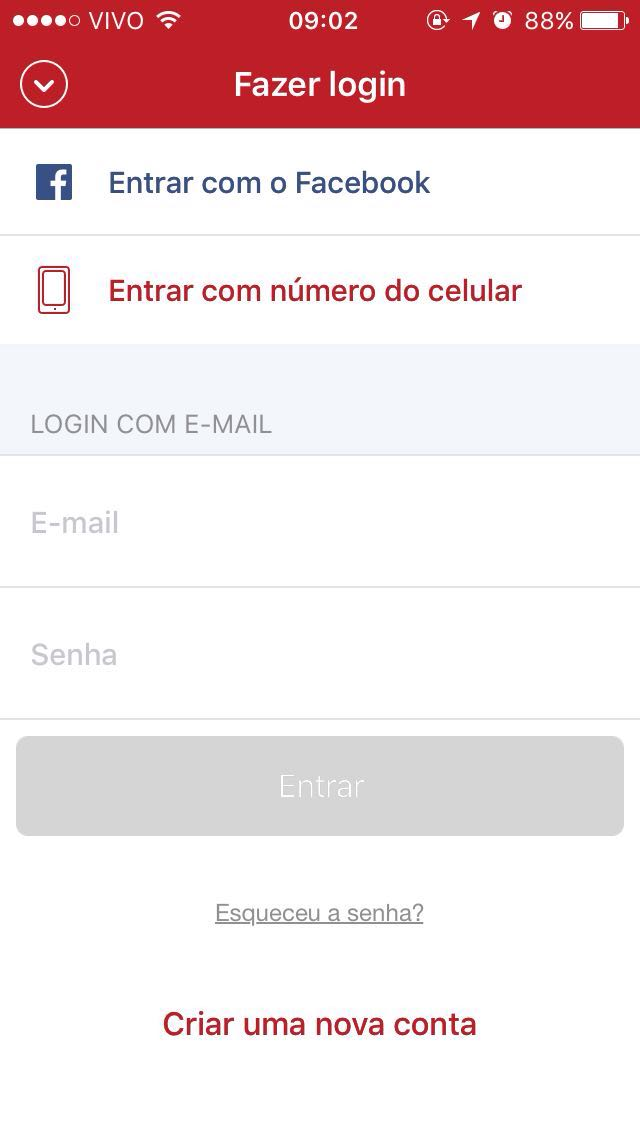 VIVO 09:02 88%
Fazer login
Entrar com o Facebook
Entrar com número do celular
LOGIN COM E-MAIL
E-mail
Senha
Entrar
Esqueceu a senha?
Criar uma nova conta